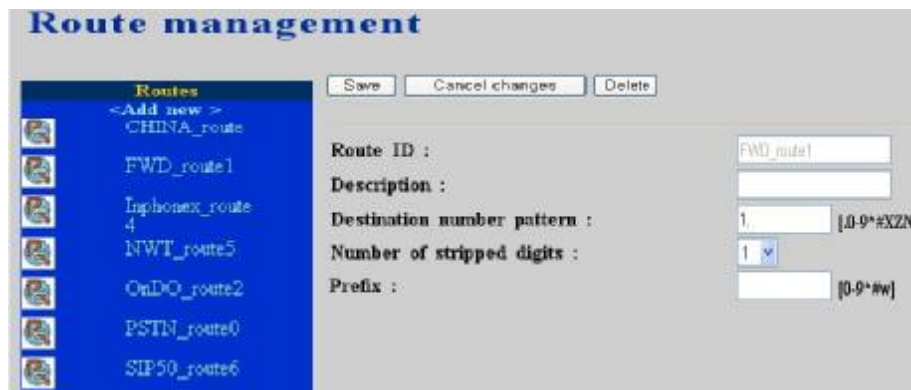 Route management
Routes
<Add new >
CHINA_route
FWD_route1
Inphonex_route
4
NWT_route5
OnDO_route2
PSTN_route0
SIP50_route6
Save Cancel changes Delete
Route ID : FWD_route1
Description :
Destination number pattern : 1. [.0-9*#XZN
Number of stripped digits : 1
Prefix : [0-9*#w]